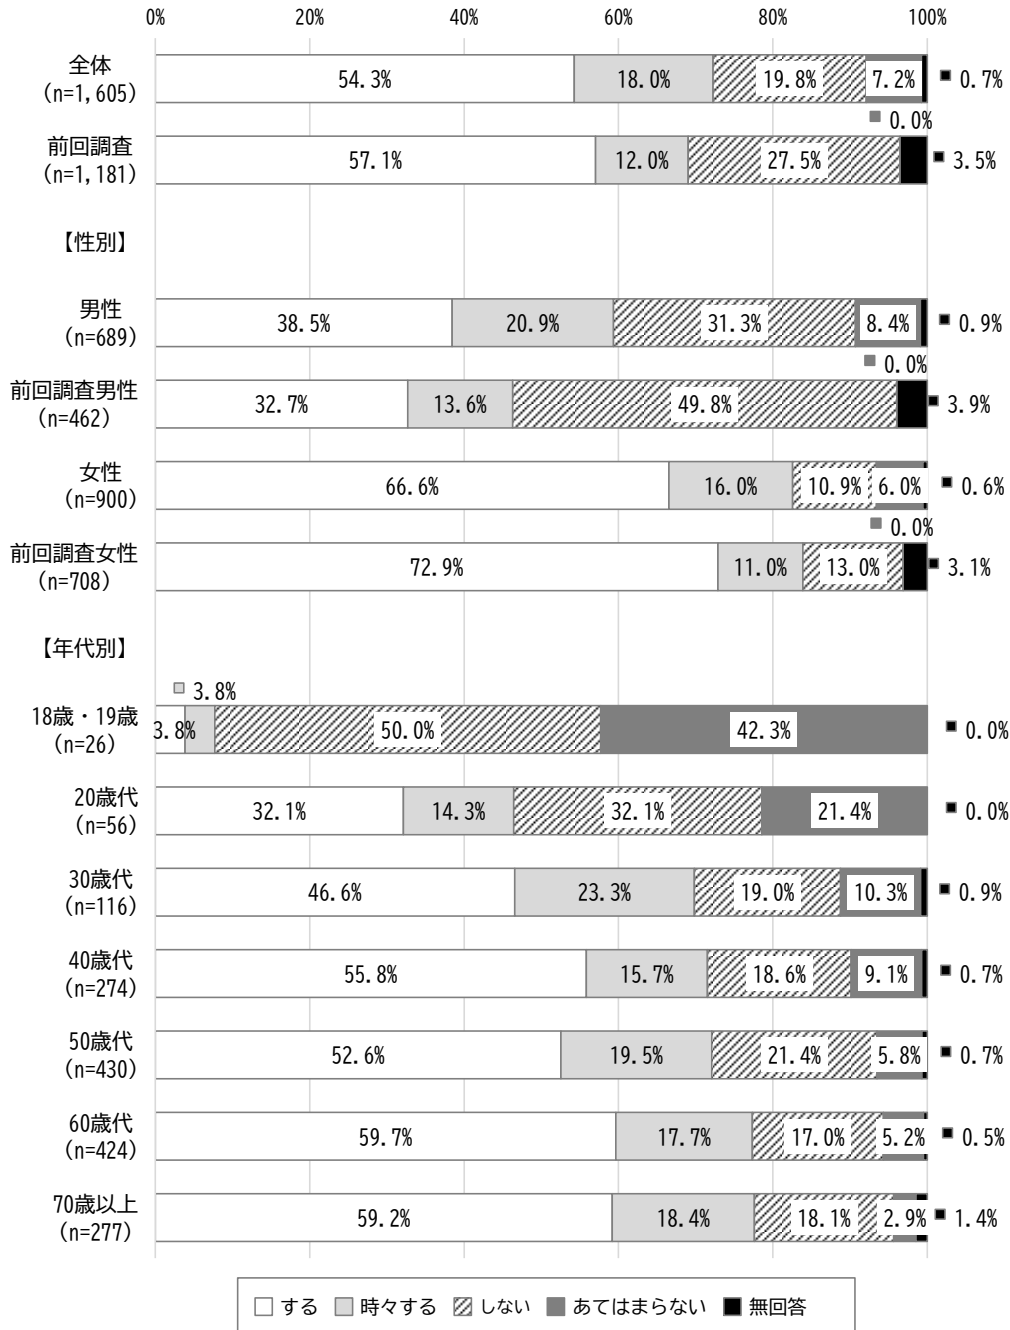 0% 20% 40% 60% 80% 100%
全体 54.3% 18.0% 19.8% 7.2% 0.7%
(n=1,605)
0.0%
前回調査 57.1% 12.0% 27.5% 3.5%
(n=1,181)
【性別】
男性 38.5% 20.9% 31.3% 8.4% 0.9%
(n=689)
0.0%
前回調査男性 32.7% 13.6% 49.8% 3.9%
(n=462)
女性 66.6% 16.0% 10.9% 6.0% 0.6%
(n=900)
0.0%
前回調査女性 72.9% 11.0% 13.0% 3.1%
(n=708)
【年代別】
3.8%
18歳・19歳 3.8% 50.0% 42.3% 0.0%
(n=26)
20歳代 32.1% 14.3% 32.1% 21.4% 0.0%
(n=56)
30歳代 46.6% 23.3% 19.0% 10.3% 0.9%
(n=116)
40歳代 55.8% 15.7% 18.6% 9.1% 0.7%
(n=274)
50歳代 52.6% 19.5% 21.4% 5.8% 0.7%
(n=430)
60歳代 59.7% 17.7% 17.0% 5.2% 0.5%
(n=424)
70歳以上 59.2% 18.4% 18.1% 2.9% 1.4%
(n=277)
する 時々する しない あてはまらない 無回答